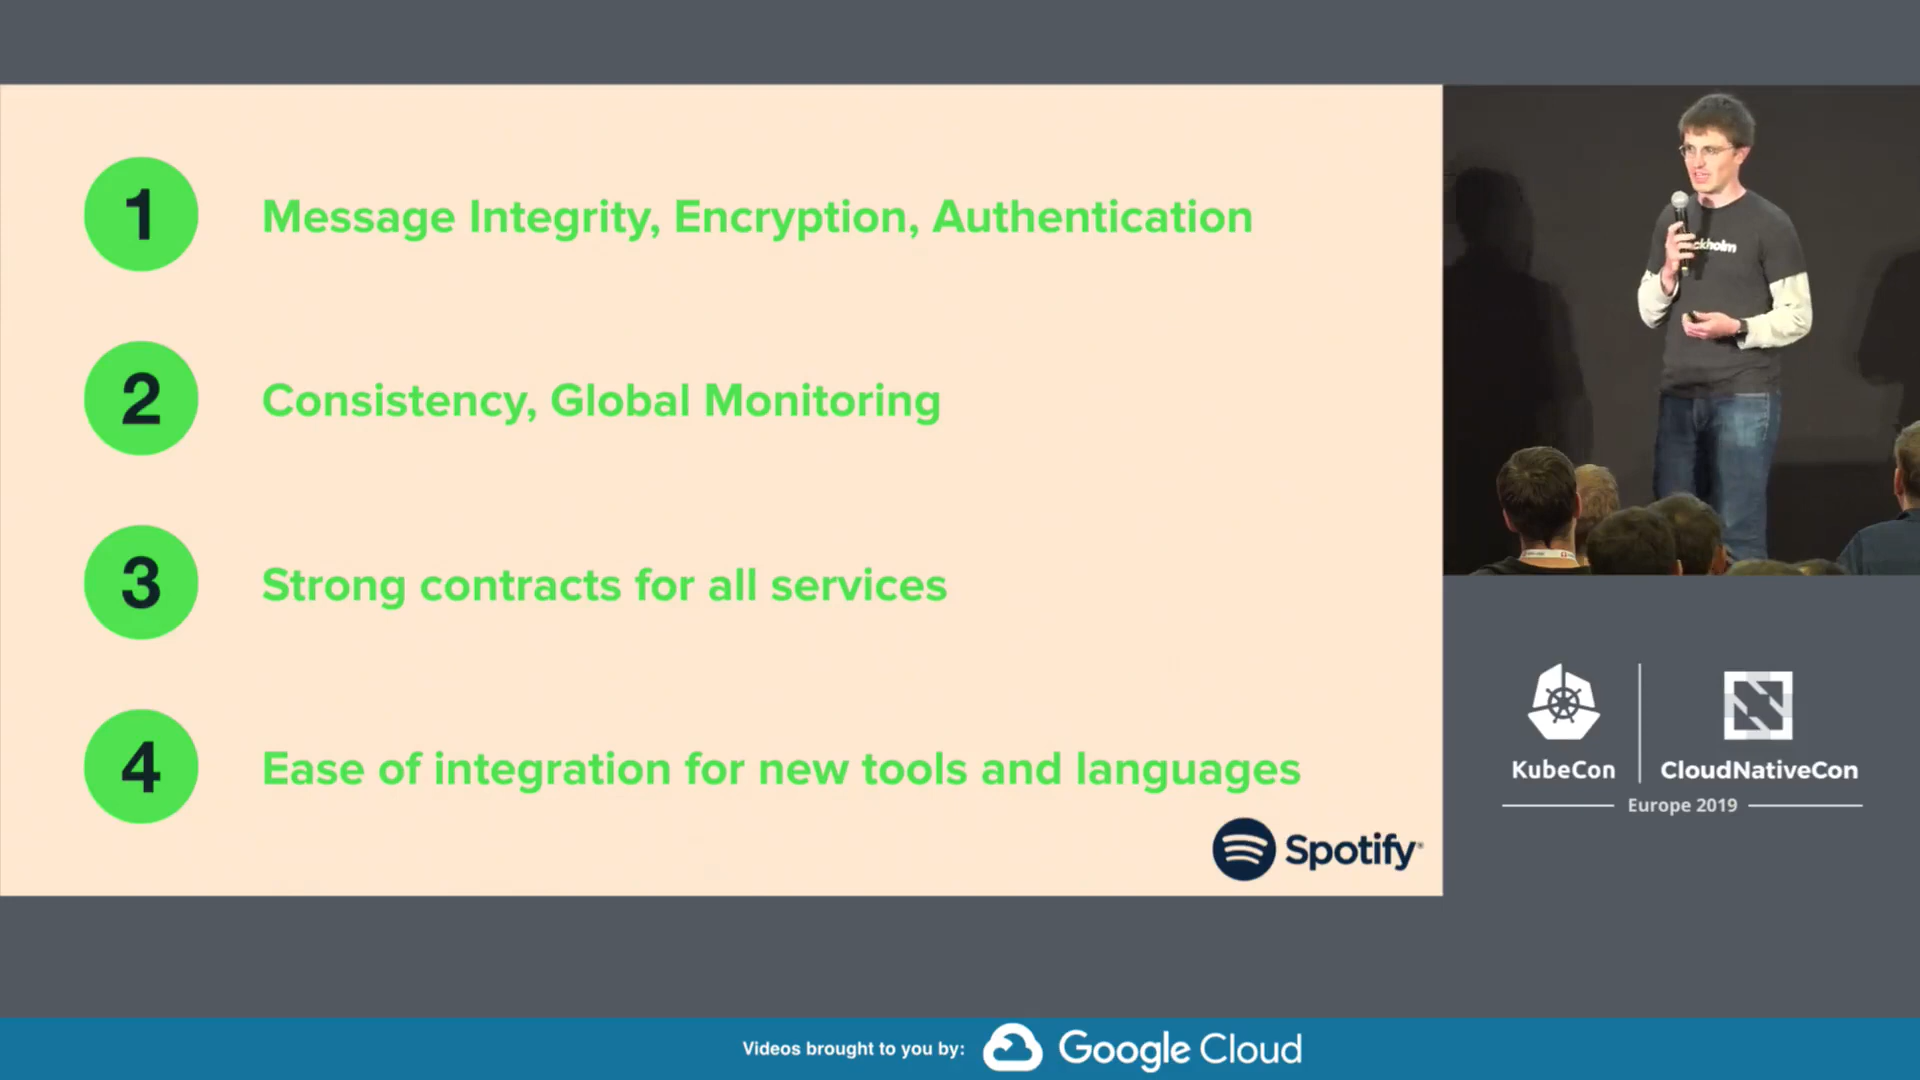 1 Message Integrity, Encryption, Authentication
2 Consistency, Global Monitoring
3 Strong contracts for all services
4 Ease of integration for new tools and languages
Spotify
KubeCon
CloudNativeCon
Europe 2019
Videos brought to you by:
Google Cloud